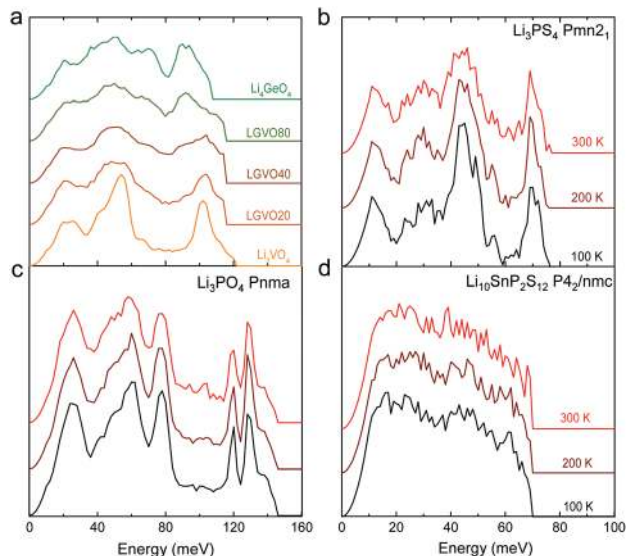 a
Li₄GeO₄
LGVO80
LGVO40
LGVO20
Li₃VO₄
b
Li₃PS₄ Pmn2₁
300 K
200 K
100 K
c
Li₃PO₄ Pnma
0 40 80 120 160
Energy (meV)
d
Li₁₀SnP₂S₁₂ P4₂/nmc
300 K
200 K
100 K
0 20 40 60 80 100
Energy (meV)